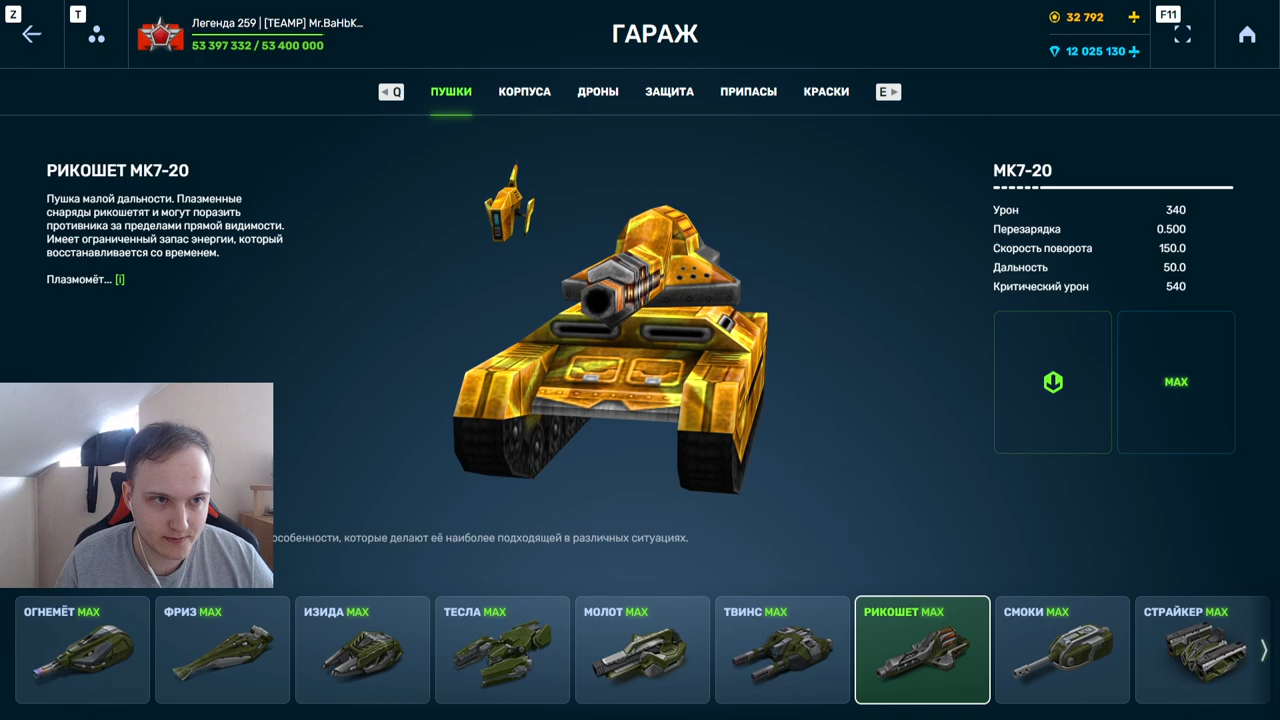 Z
T
Легенда 259 | [TEAMP] Mr.BaHbK...
53 397 332 / 53 400 000
ГАРАЖ
32 792
12 025 130
F11
Q
ПУШКИ
КОРПУСА
ДРОНЫ
ЗАЩИТА
ПРИПАСЫ
КРАСКИ
E
РИКОШЕТ МК7-20
Пушка малой дальности. Плазменные
снаряды рикошетят и могут поразить
противника за пределами прямой видимости.
Имеет ограниченный запас энергии, который
восстанавливается со временем.
Плазмомёт... [i]
МК7-20
Урон 340
Перезарядка 0.500
Скорость поворота 150.0
Дальность 50.0
Критический урон 540
MAX
особенности, которые делают её наиболее подходящей в различных ситуациях.
ОГНЕМЁТ MAX
ФРИЗ MAX
ИЗИДА MAX
ТЕСЛА MAX
МОЛОТ MAX
ТВИНС MAX
РИКОШЕТ MAX
СМОКИ MAX
СТРАЙКЕР MAX